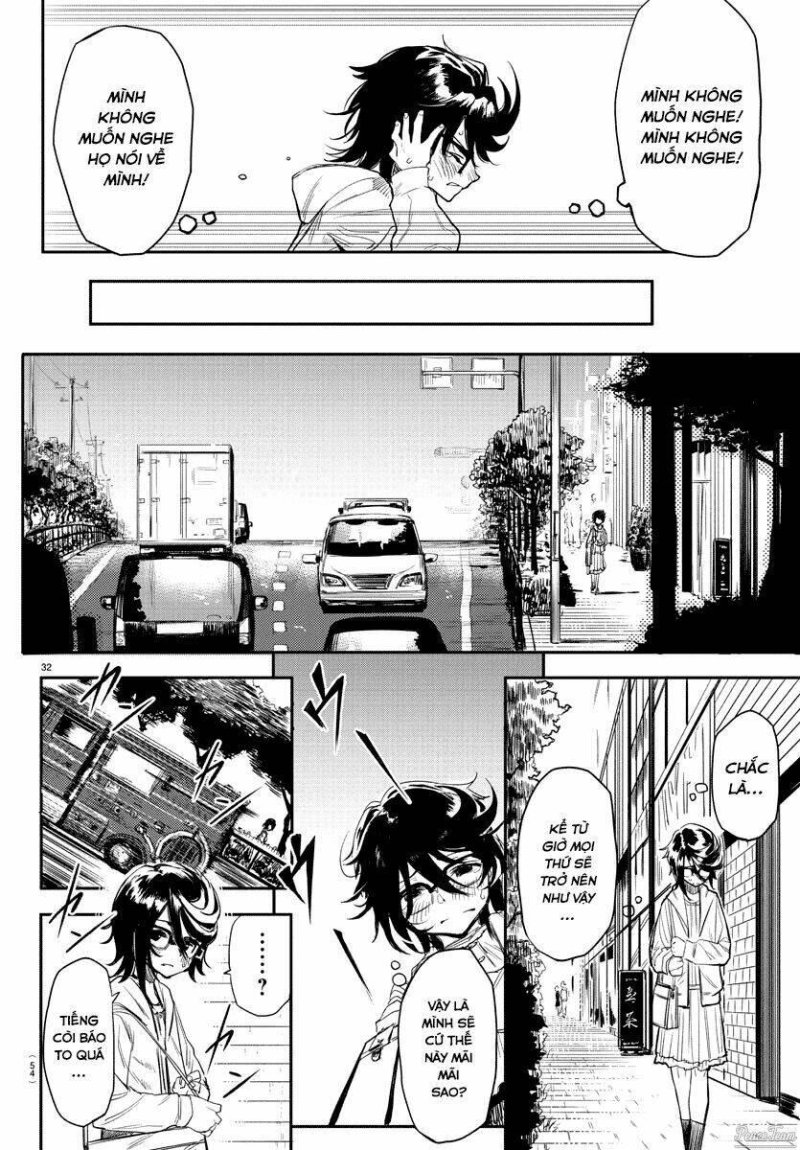 MÌNH KHÔNG
MUỐN NGHE!
MÌNH KHÔNG
MUỐN NGHE!
MÌNH
KHÔNG
MUỐN NGHE
HỌ NÓI VỀ
MÌNH!
32
CHẮC
LÀ...
KỂ TỪ
GIỜ MỌI
THỨ SẼ
TRỞ NÊN
NHƯ VẬY
...
VẬY LÀ
MÌNH SẼ
CỨ THẾ
NÀY MÃI
MÃI
SAO?
......?
TIẾNG
CÒI BÁO
TO QUÁ
...
(54)
PeaceTeam